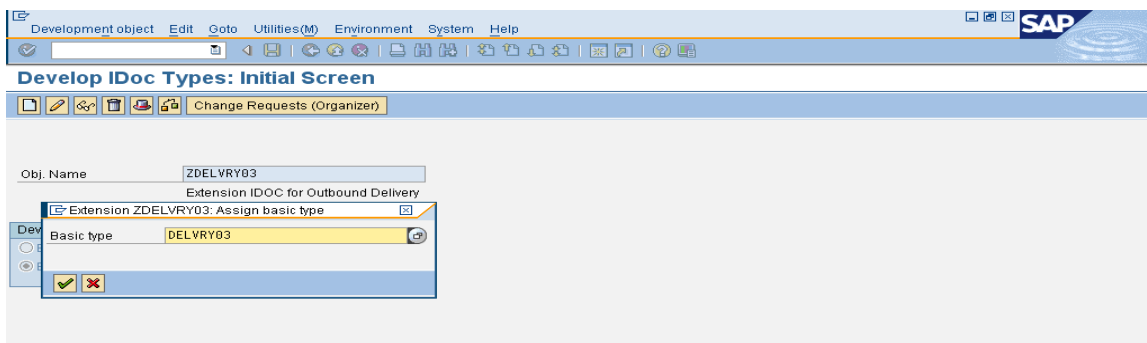 Development object Edit Goto Utilities(M) Environment System Help
SAP
Develop IDoc Types: Initial Screen
Change Requests (Organizer)
Obj. Name ZDELVRY03
Extension IDOC for Outbound Delivery
Extension ZDELVRY03: Assign basic type
Dev
Basic type DELVRY03